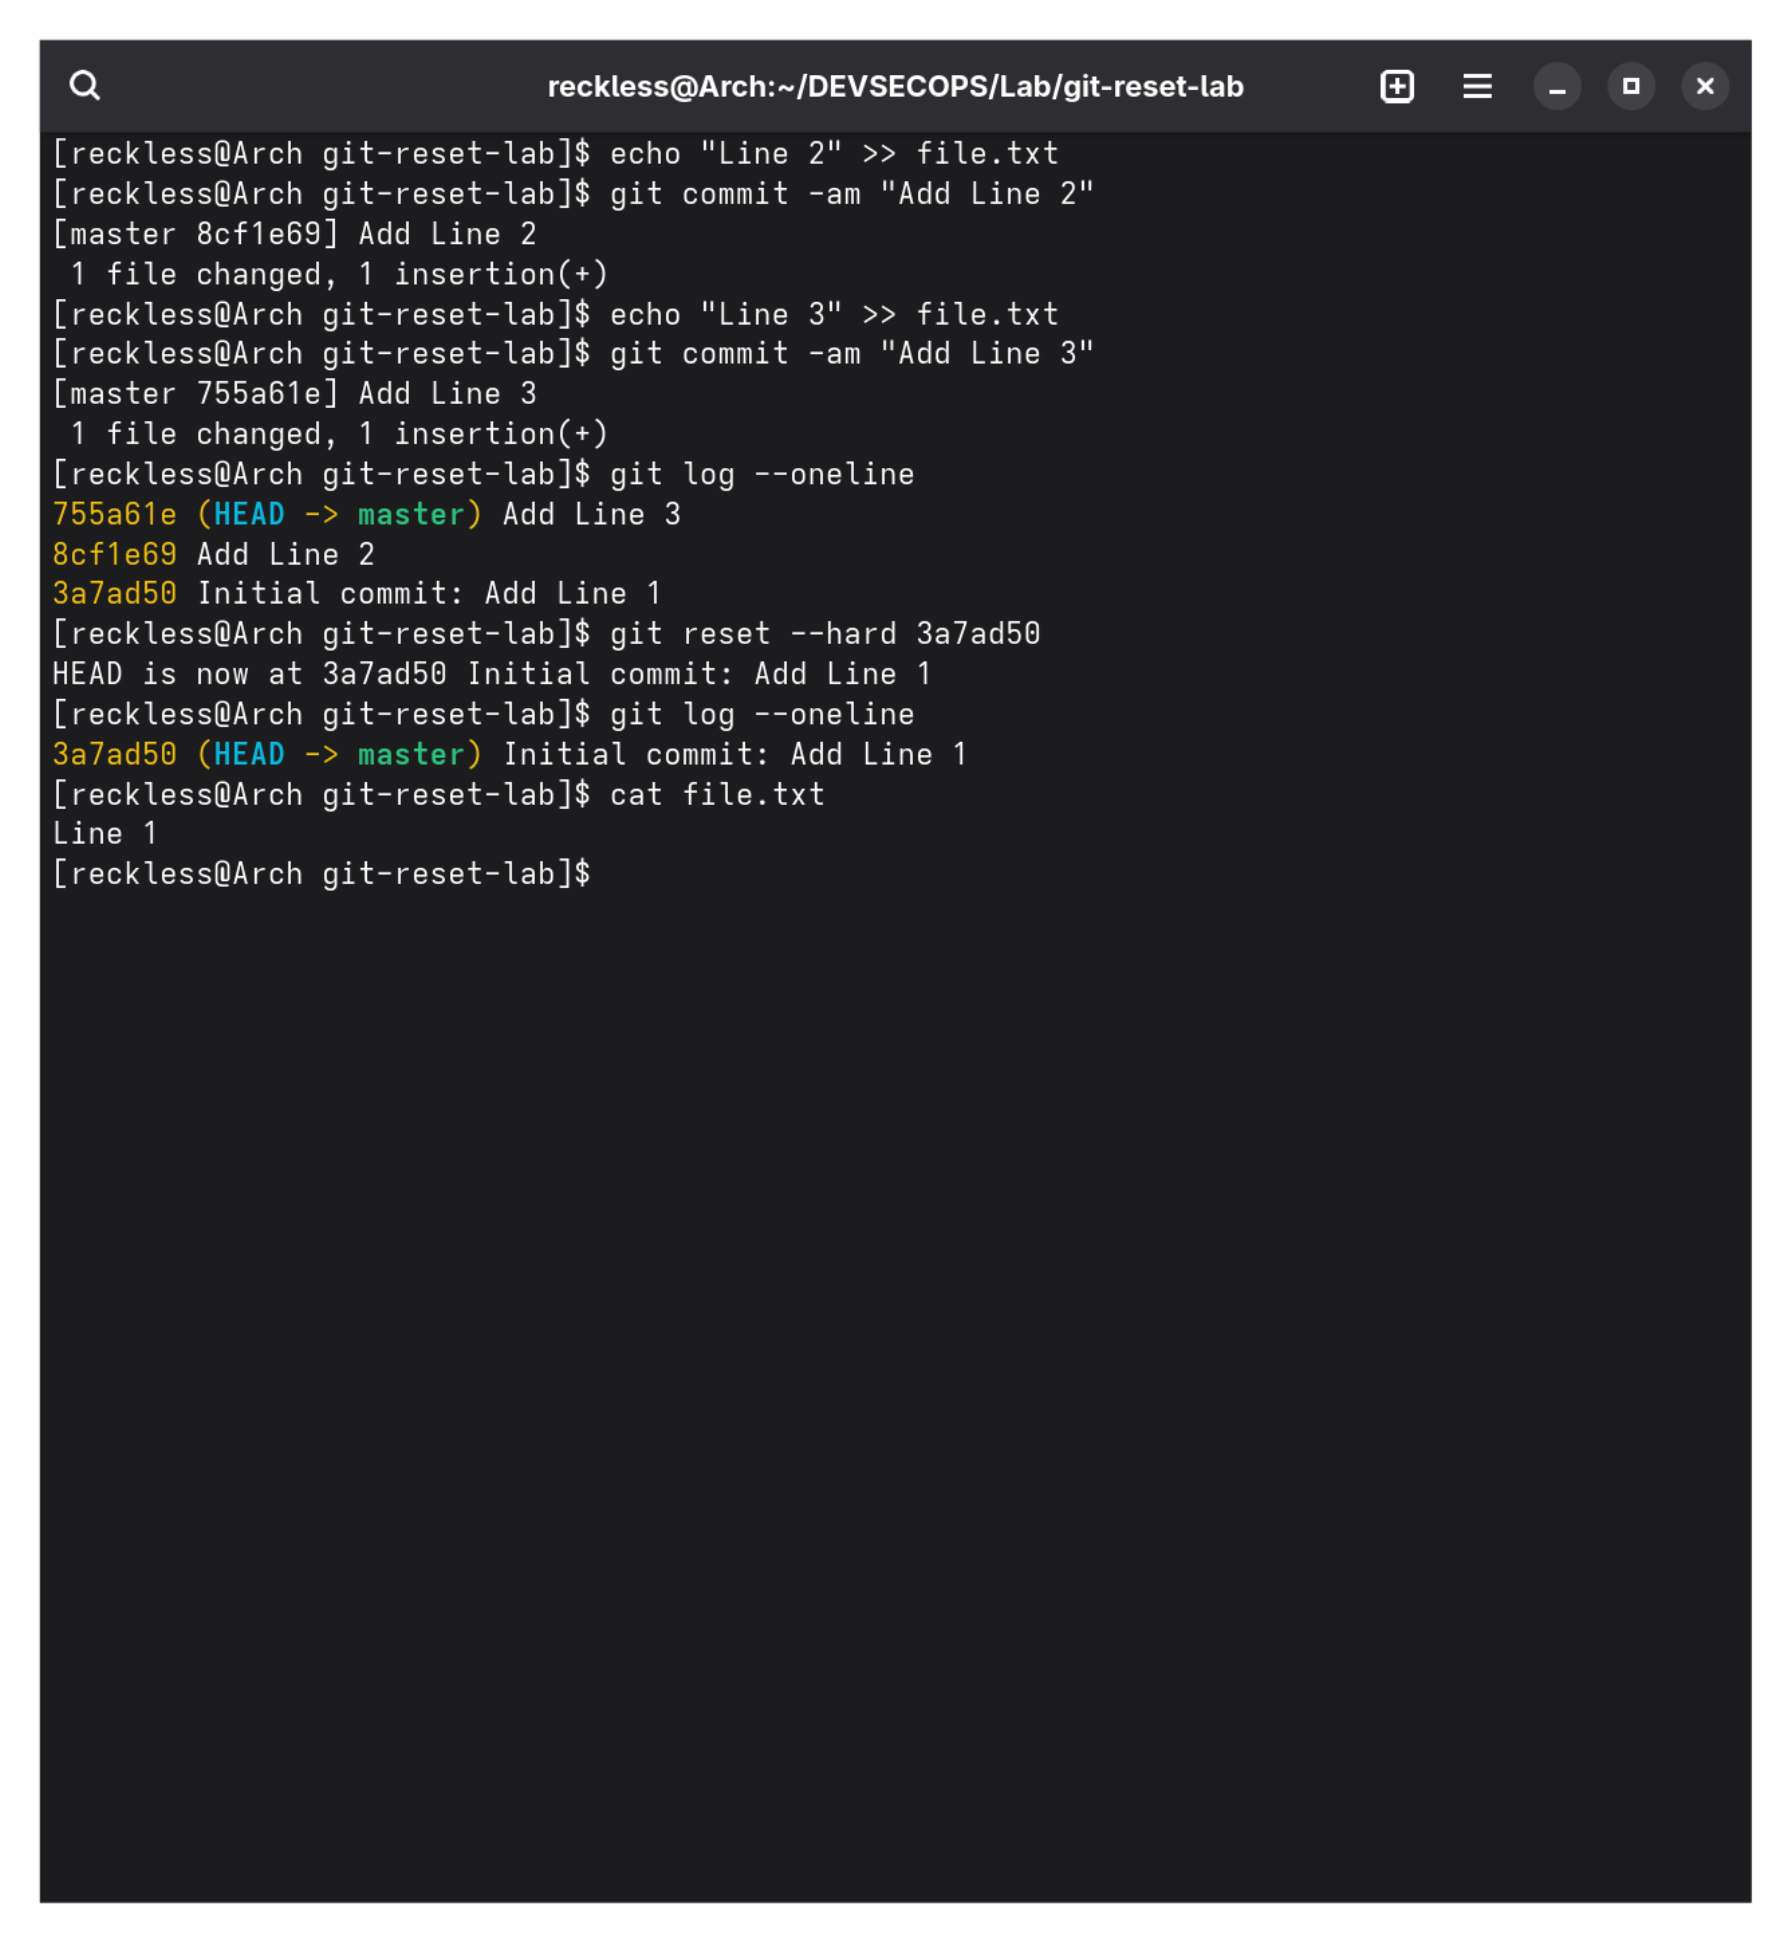 reckless@Arch:~/DEVSECOPS/Lab/git-reset-lab
[reckless@Arch git-reset-lab]$ echo "Line 2" >> file.txt
[reckless@Arch git-reset-lab]$ git commit -am "Add Line 2"
[master 8cf1e69] Add Line 2
 1 file changed, 1 insertion(+)
[reckless@Arch git-reset-lab]$ echo "Line 3" >> file.txt
[reckless@Arch git-reset-lab]$ git commit -am "Add Line 3"
[master 755a61e] Add Line 3
 1 file changed, 1 insertion(+)
[reckless@Arch git-reset-lab]$ git log --oneline
755a61e (HEAD -> master) Add Line 3
8cf1e69 Add Line 2
3a7ad50 Initial commit: Add Line 1
[reckless@Arch git-reset-lab]$ git reset --hard 3a7ad50
HEAD is now at 3a7ad50 Initial commit: Add Line 1
[reckless@Arch git-reset-lab]$ git log --oneline
3a7ad50 (HEAD -> master) Initial commit: Add Line 1
[reckless@Arch git-reset-lab]$ cat file.txt
Line 1
[reckless@Arch git-reset-lab]$